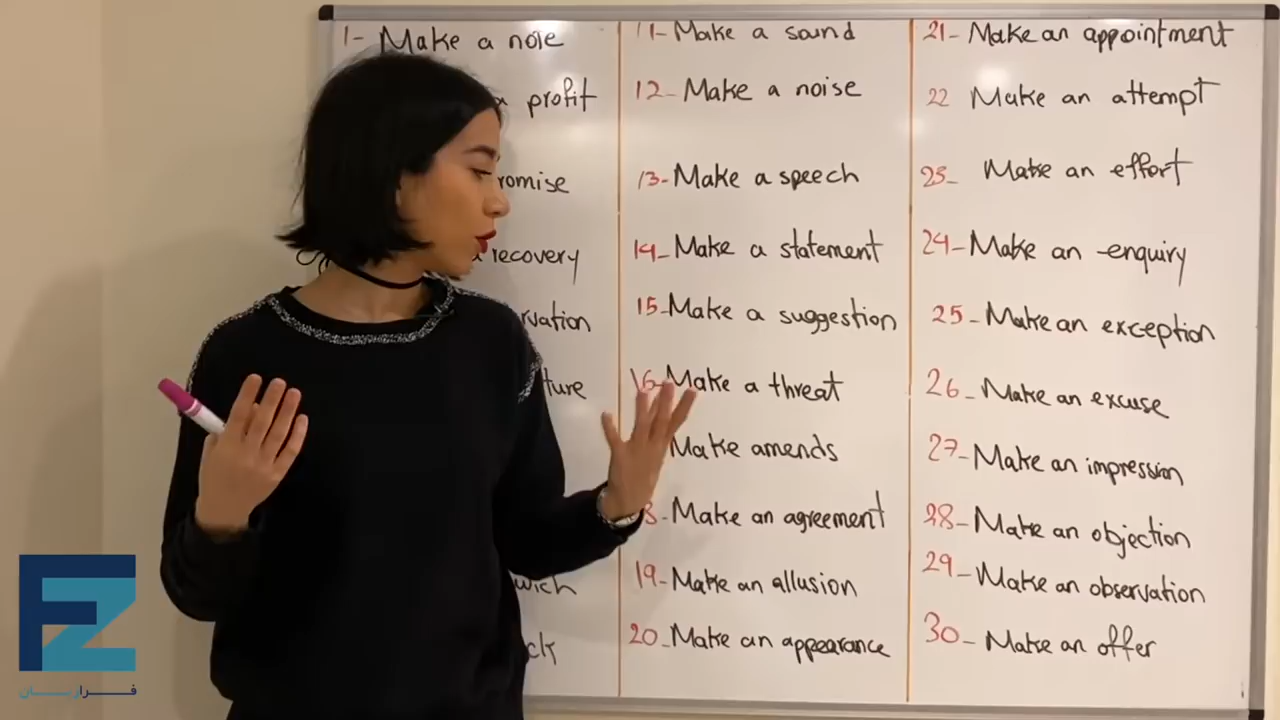 1- Make a note
a profit
romise
recovery
rvation
ture
wich
ck
11- Make a sound
12- Make a noise
13- Make a speech
14- Make a statement
15- Make a suggestion
16- Make a threat
Make amends
8- Make an agreement
19- Make an allusion
20- Make an appearance
21- Make an appointment
22 Make an attempt
23- Make an effort
24- Make an enquiry
25- Make an exception
26- Make an excuse
27- Make an impression
28- Make an objection
29- Make an observation
30- Make an offer
FZ
فرازبان